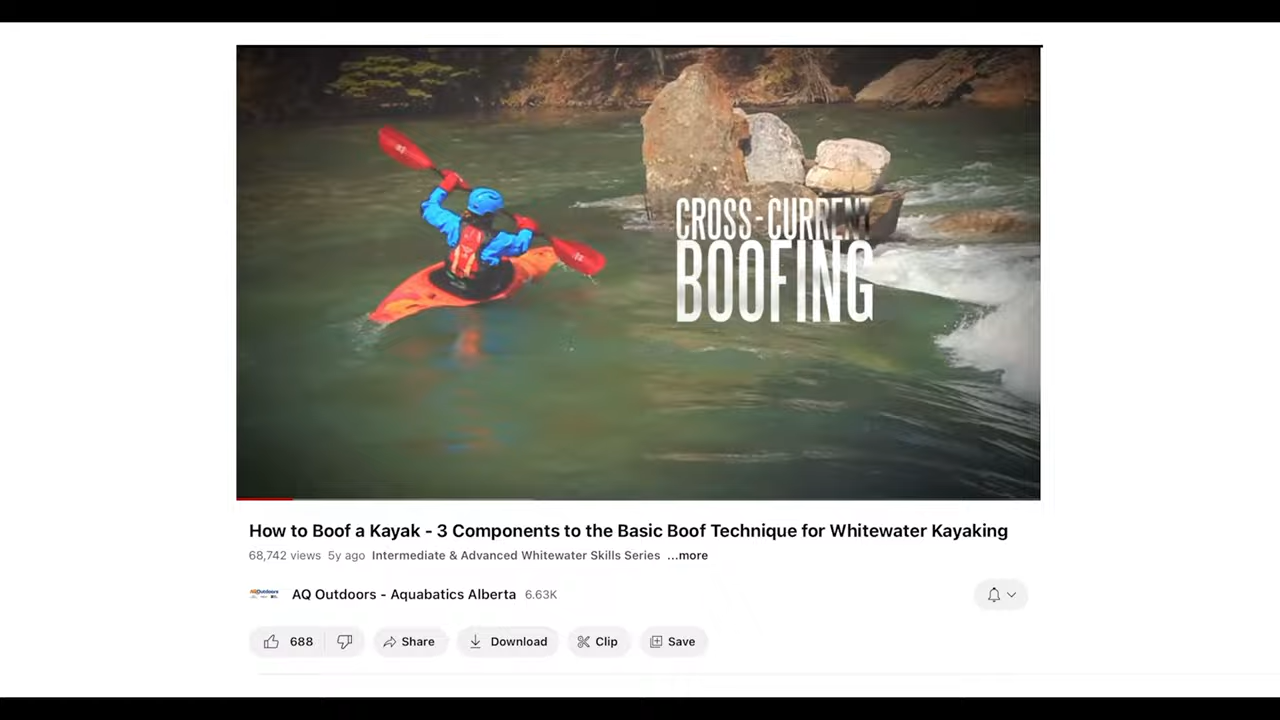 CROSS-CURRENT
BOOFING
How to Boof a Kayak - 3 Components to the Basic Boof Technique for Whitewater Kayaking
68,742 views 5y ago Intermediate & Advanced Whitewater Skills Series ...more
AQ Outdoors - Aquabatics Alberta 6.63K
688 Share Download Clip Save